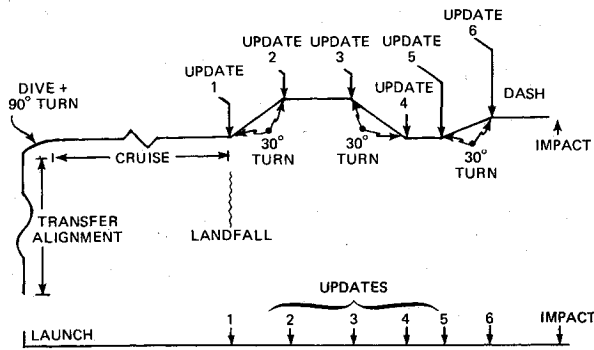 UPDATE
6
UPDATE
2
UPDATE
3
UPDATE
5
UPDATE
1
UPDATE
4
DASH
DIVE +
90° TURN
CRUISE
30°
TURN
30°
TURN
30°
TURN
IMPACT
TRANSFER
ALIGNMENT
LANDFALL
UPDATES
LAUNCH
1 2 3 4 5 6 IMPACT